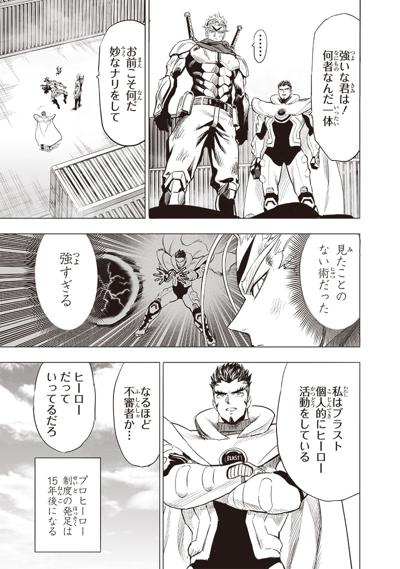 強いな君は！
何者なんだ一体
……
お前こそ何だ
妙なナリをして
見たことの
ない術だった
強すぎる
私はブラスト
個人的にヒーロー
活動をしている
BLAST
なるほど
不審者か…
ヒーロー
だって
いってるだろ
プロヒーロー
制度の発足は
15年後になる